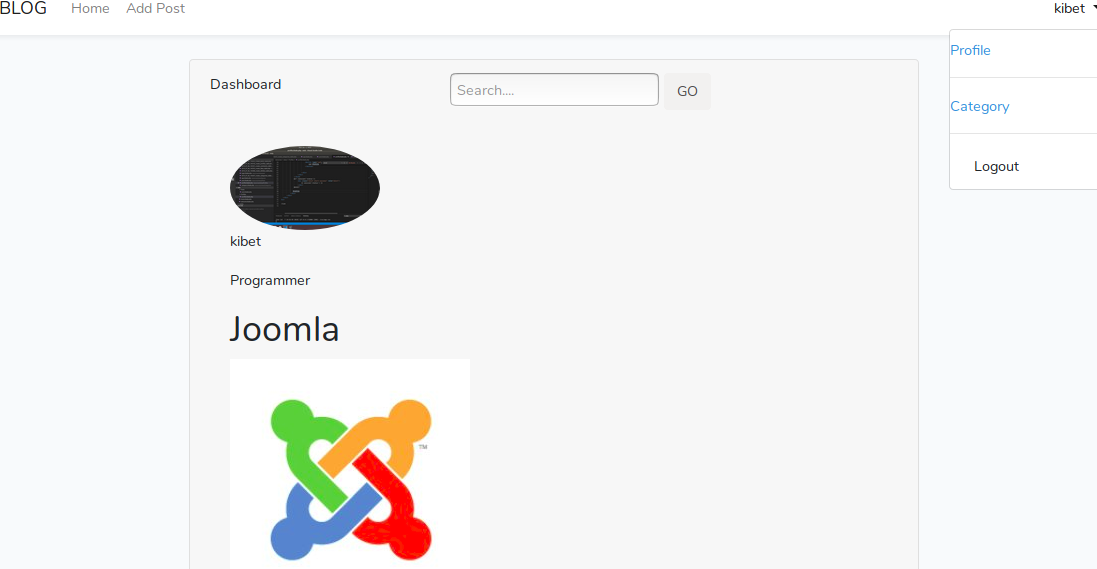 BLOG Home Add Post kibet
Profile
Category
Logout
Dashboard Search.... GO
kibet
Programmer
Joomla
TM